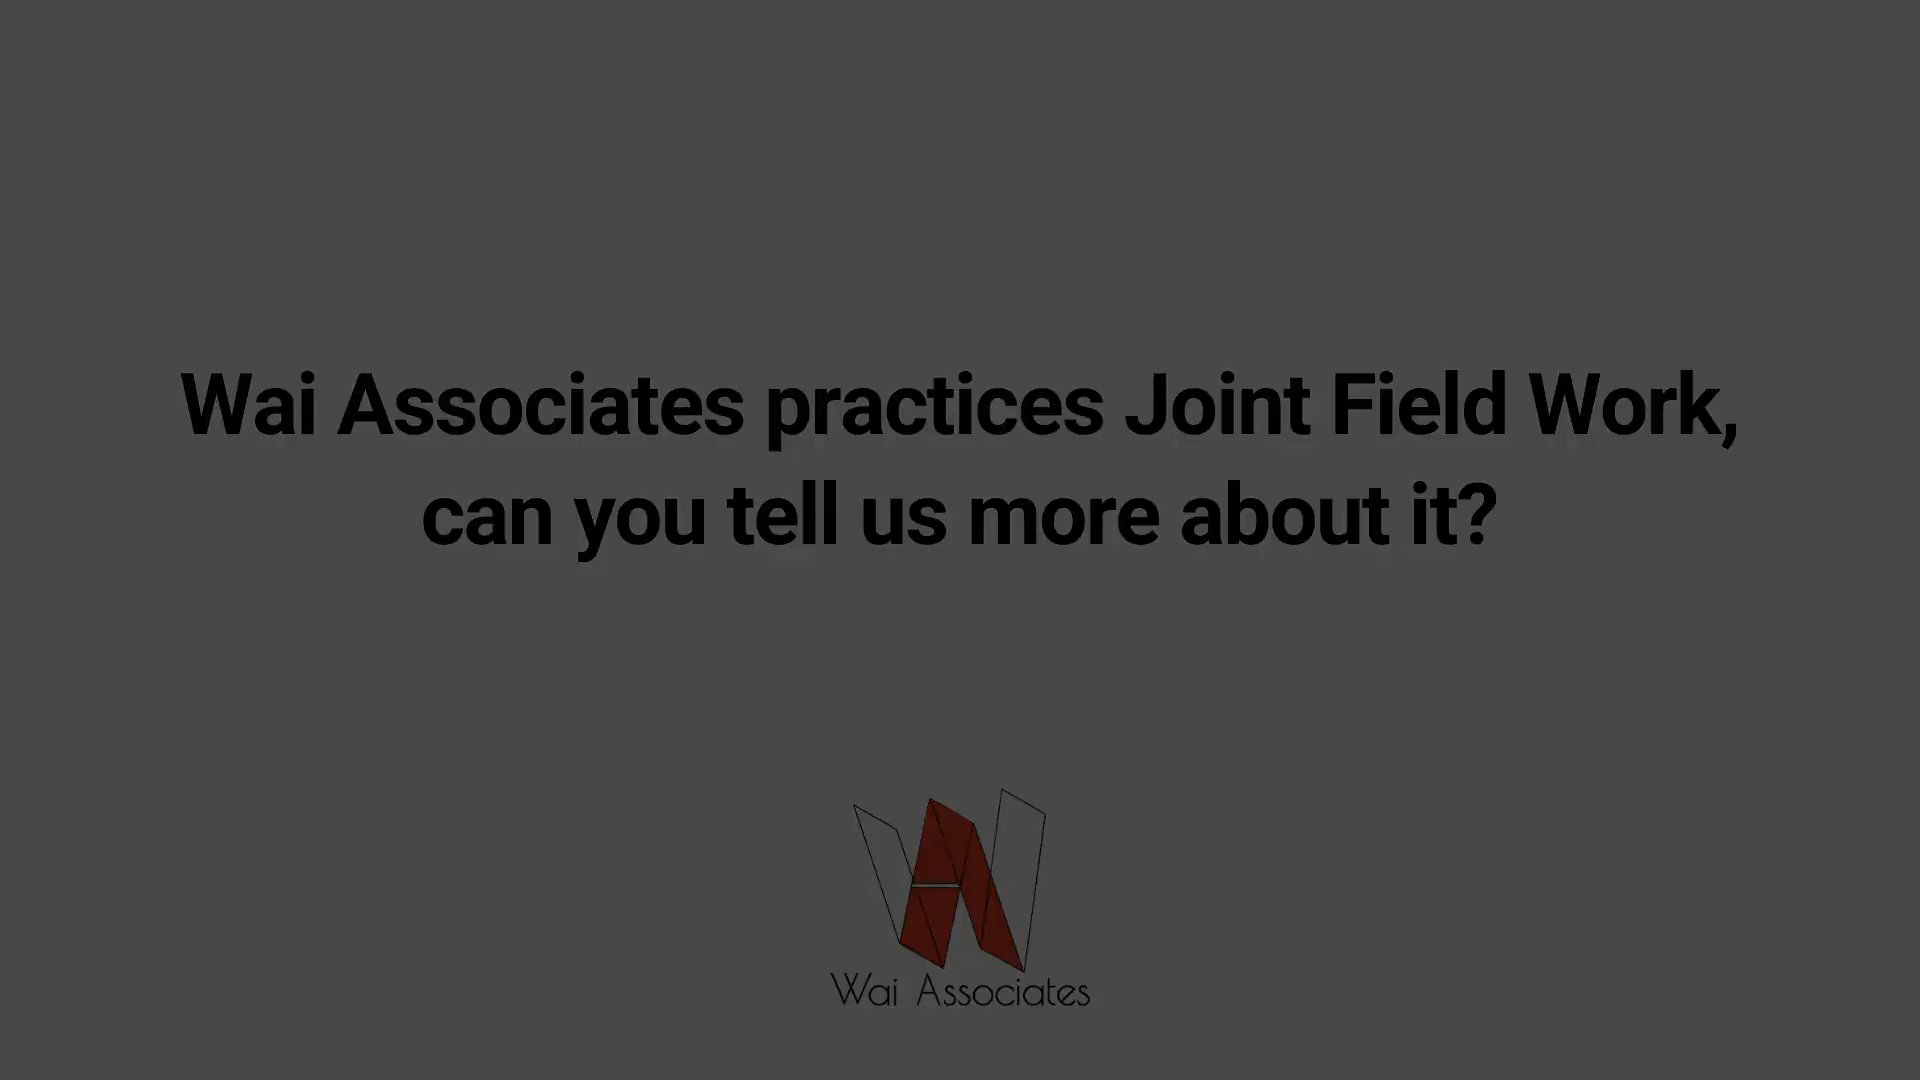 Wai Associates practices Joint Field Work,
can you tell us more about it?
Wai Associates